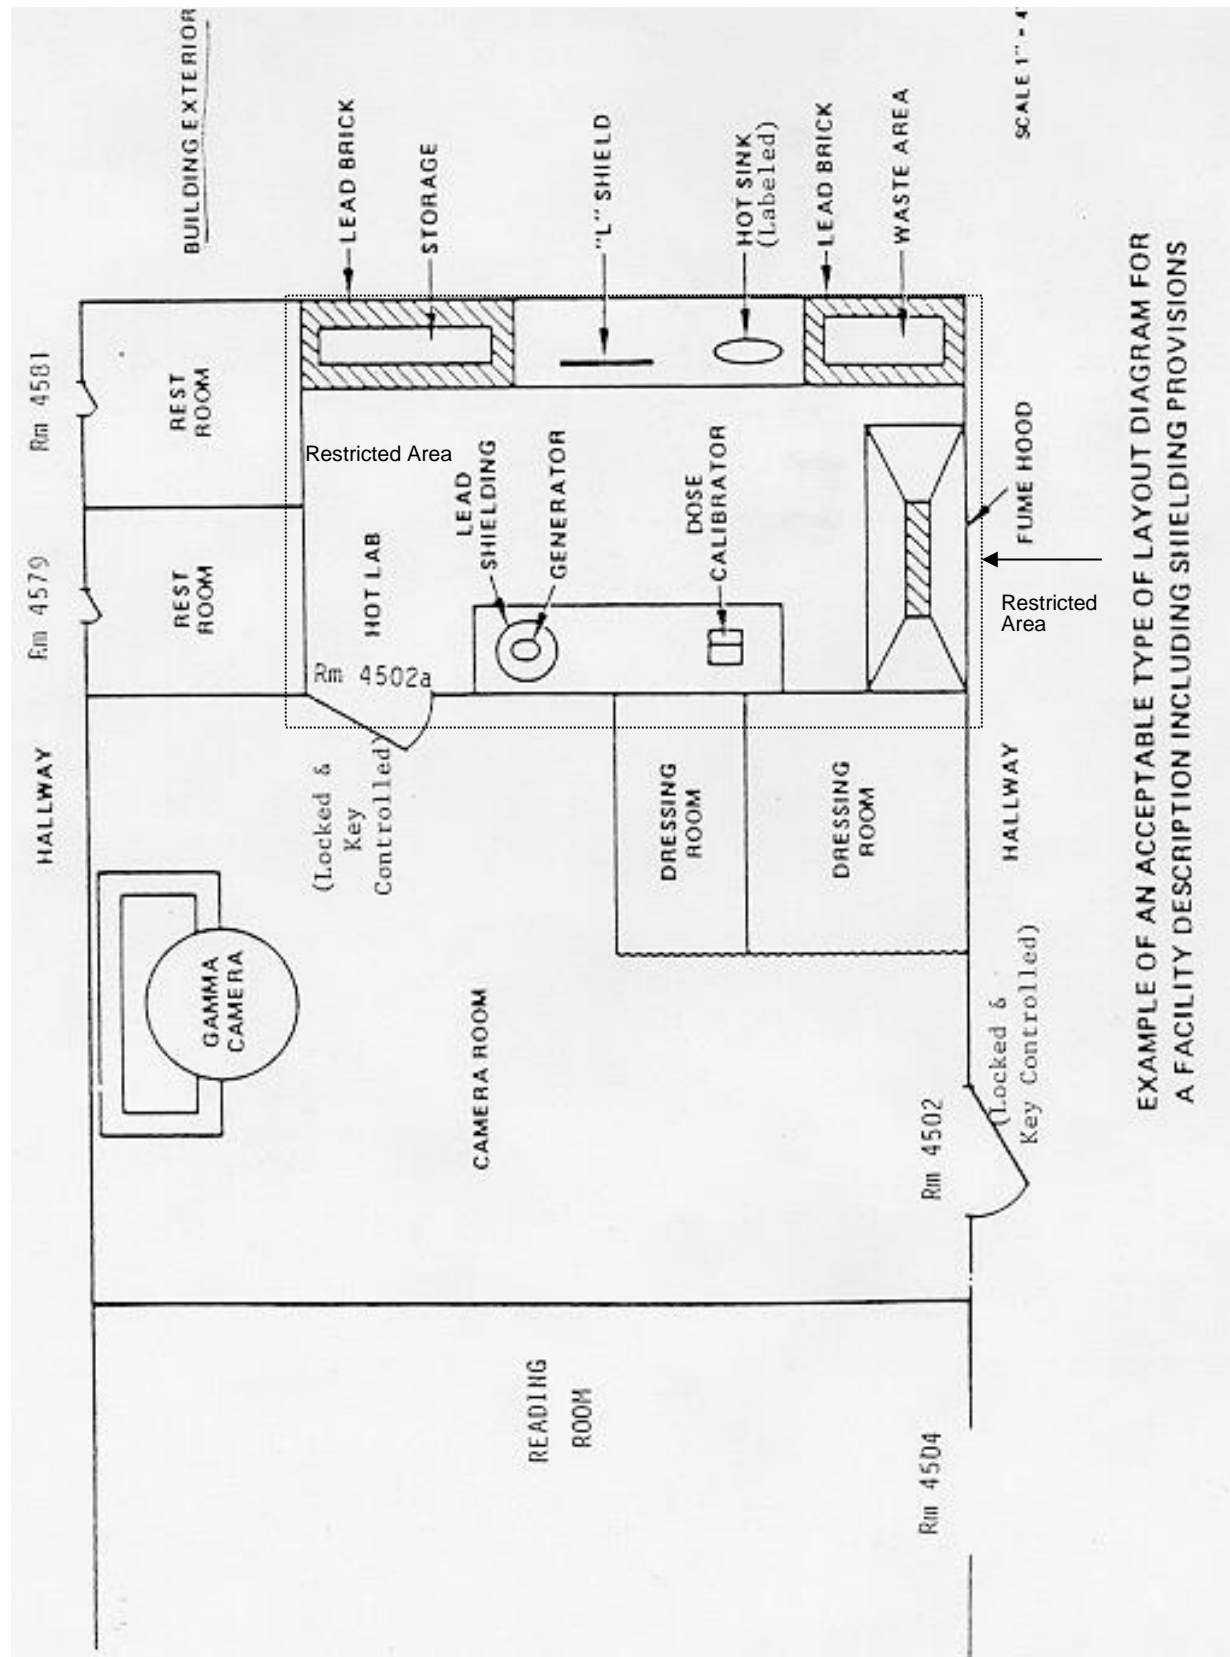 BUILDING EXTERIOR
LEAD BRICK
STORAGE
"L" SHIELD
HOT SINK
(Labeled)
LEAD BRICK
WASTE AREA
SCALE 1" = 4'
Rm 4581
REST
ROOM
Rm 4579
REST
ROOM
Restricted Area
HOT LAB
Rm 4502a
LEAD
SHIELDING
GENERATOR
DOSE
CALIBRATOR
FUME HOOD
Restricted
Area
HALLWAY
(Locked &
Key
Controlled)
DRESSING
ROOM
DRESSING
ROOM
HALLWAY
GAMMA
CAMERA
CAMERA ROOM
Rm 4502
(Locked &
Key Controlled)
READING
ROOM
Rm 4504
EXAMPLE OF AN ACCEPTABLE TYPE OF LAYOUT DIAGRAM FOR
A FACILITY DESCRIPTION INCLUDING SHIELDING PROVISIONS